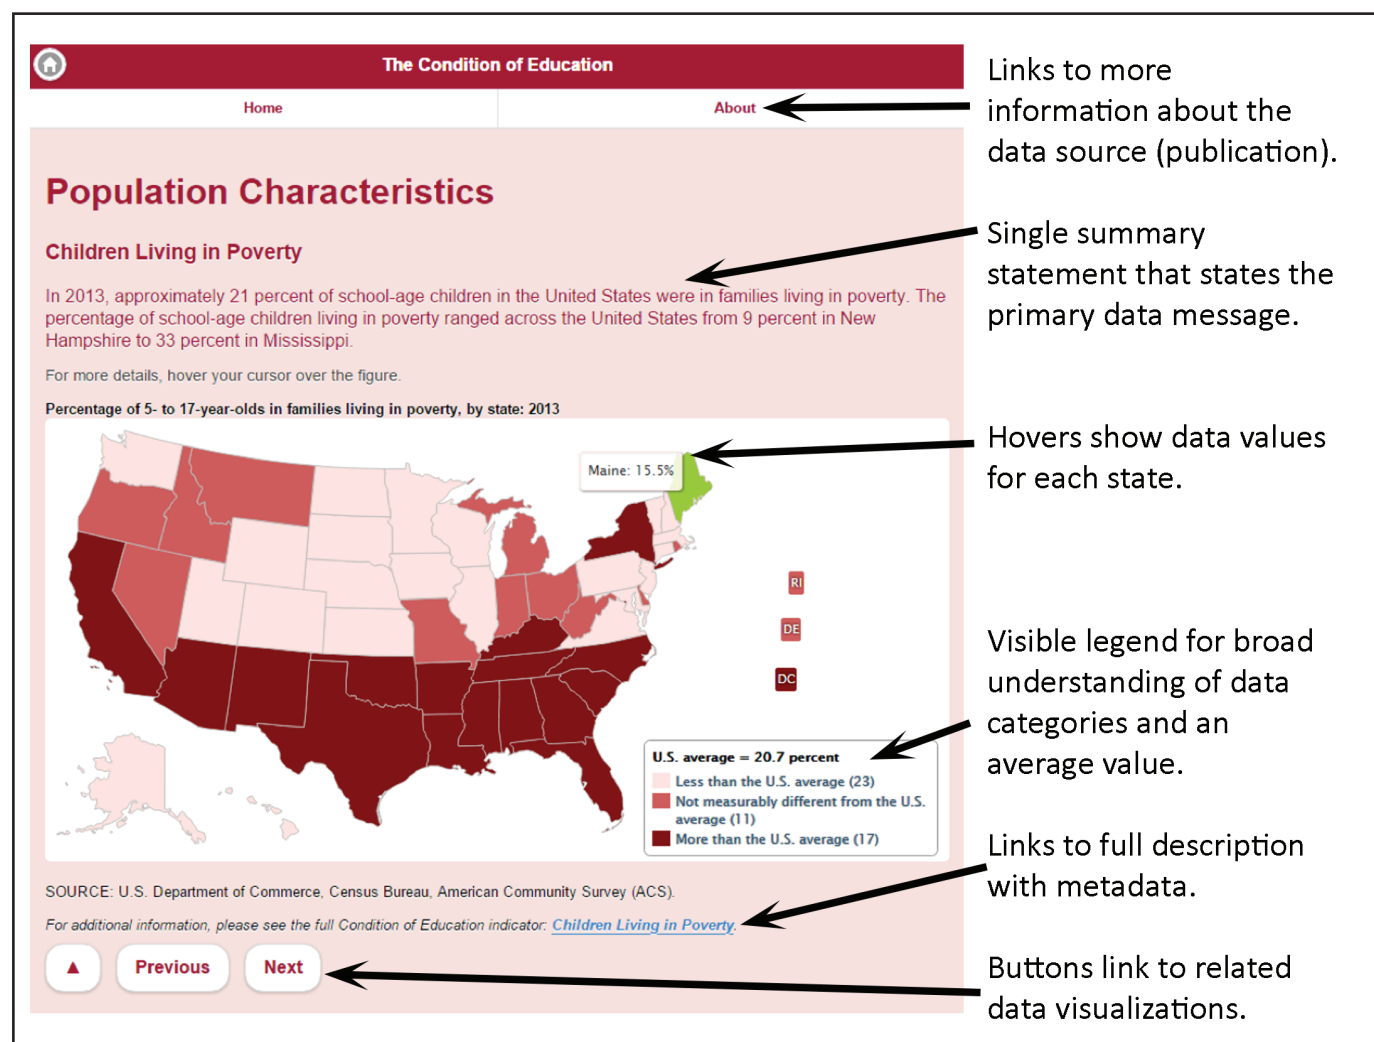 The Condition of Education
Home
About
Population Characteristics
Children Living in Poverty
In 2013, approximately 21 percent of school-age children in the United States were in families living in poverty. The
percentage of school-age children living in poverty ranged across the United States from 9 percent in New
Hampshire to 33 percent in Mississippi.
For more details, hover your cursor over the figure.
Percentage of 5- to 17-year-olds in families living in poverty, by state: 2013
Maine: 15.5%
RI
DE
DC
U.S. average = 20.7 percent
Less than the U.S. average (23)
Not measurably different from the U.S.
average (11)
More than the U.S. average (17)
SOURCE: U.S. Department of Commerce, Census Bureau, American Community Survey (ACS).
For additional information, please see the full Condition of Education indicator: Children Living in Poverty.
▲
Previous
Next
Links to more
information about the
data source (publication).
Single summary
statement that states the
primary data message.
Hovers show data values
for each state.
Visible legend for broad
understanding of data
categories and an
average value.
Links to full description
with metadata.
Buttons link to related
data visualizations.